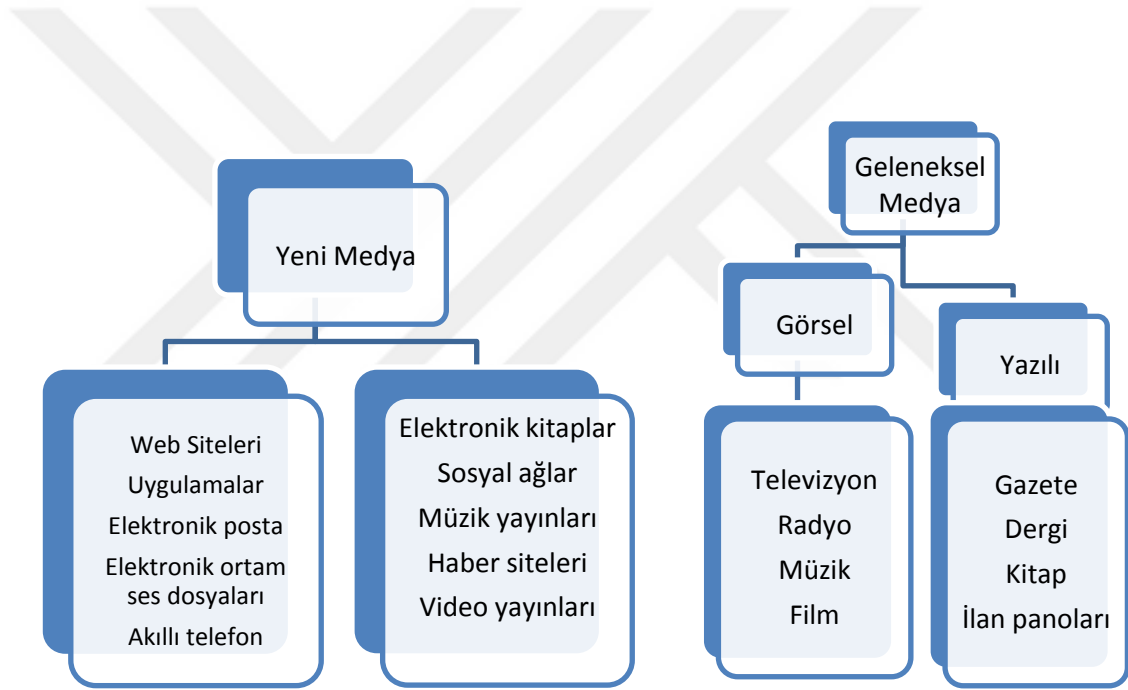 Yeni Medya
Web Siteleri
Uygulamalar
Elektronik posta
Elektronik ortam
ses dosyaları
Akıllı telefon
Elektronik kitaplar
Sosyal ağlar
Müzik yayınları
Haber siteleri
Video yayınları
Geleneksel
Medya
Görsel
Televizyon
Radyo
Müzik
Film
Yazılı
Gazete
Dergi
Kitap
İlan panoları